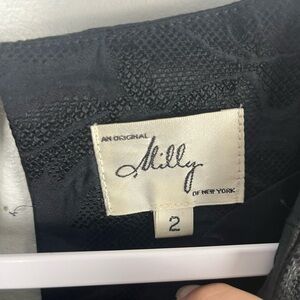 AN ORIGINAL
Milly
OF NEW YORK
2